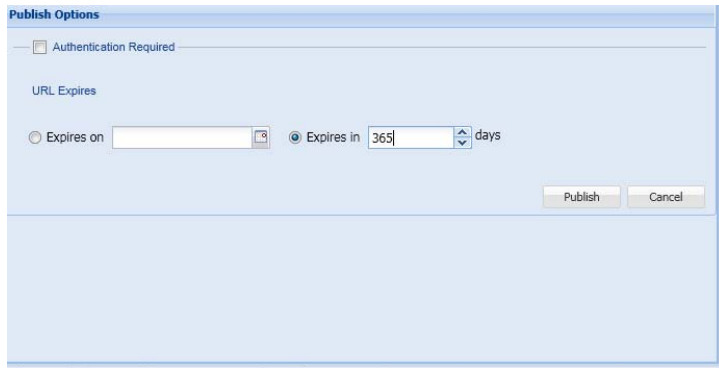 Publish Options
Authentication Required
URL Expires
Expires on Expires in 365 days
Publish Cancel